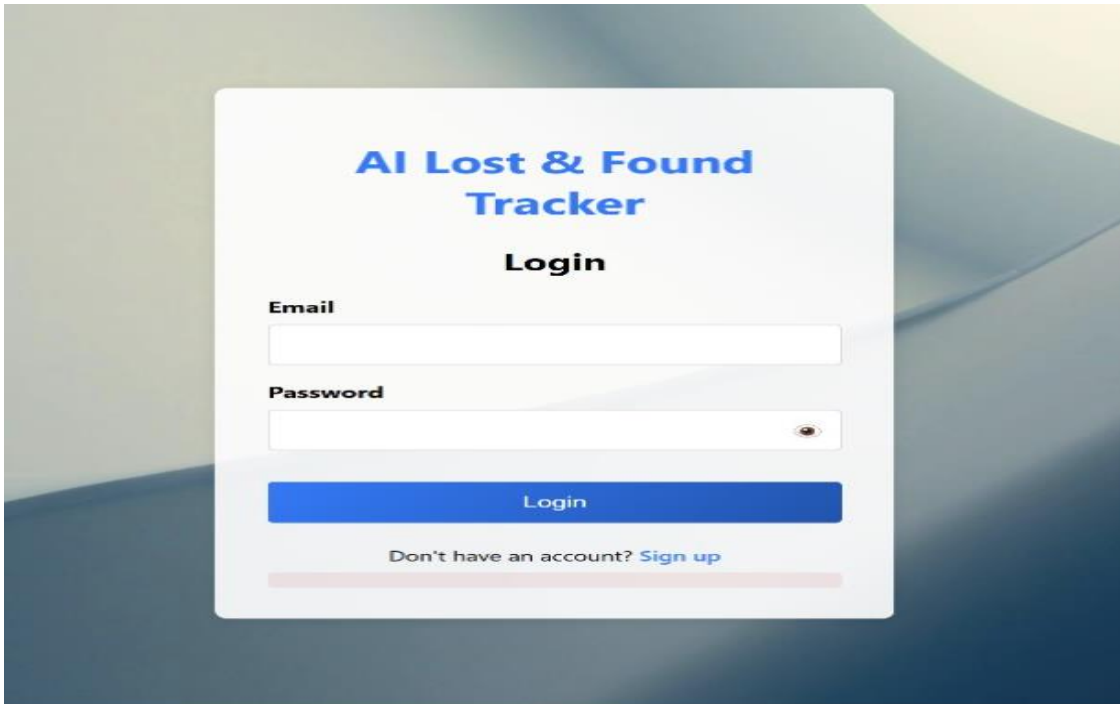 AI Lost & Found
Tracker
Login
Email
Password
Login
Don't have an account? Sign up